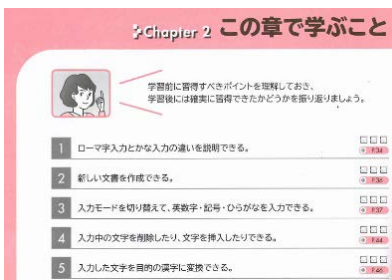 Chapter 2 この章で学ぶこと
学習前に習得すべきポイントを理解しておき、
学習後には確実に習得できたかどうかを振り返りましょう。
1 ローマ字入力とかな入力の違いを説明できる。 P.34
2 新しい文書を作成できる。 P.36
3 入力モードを切り替えて、英数字・記号・ひらがなを入力できる。 P.37
4 入力中の文字を削除したり、文字を挿入したりできる。 P.44
5 入力した文字を目的の漢字に変換できる。